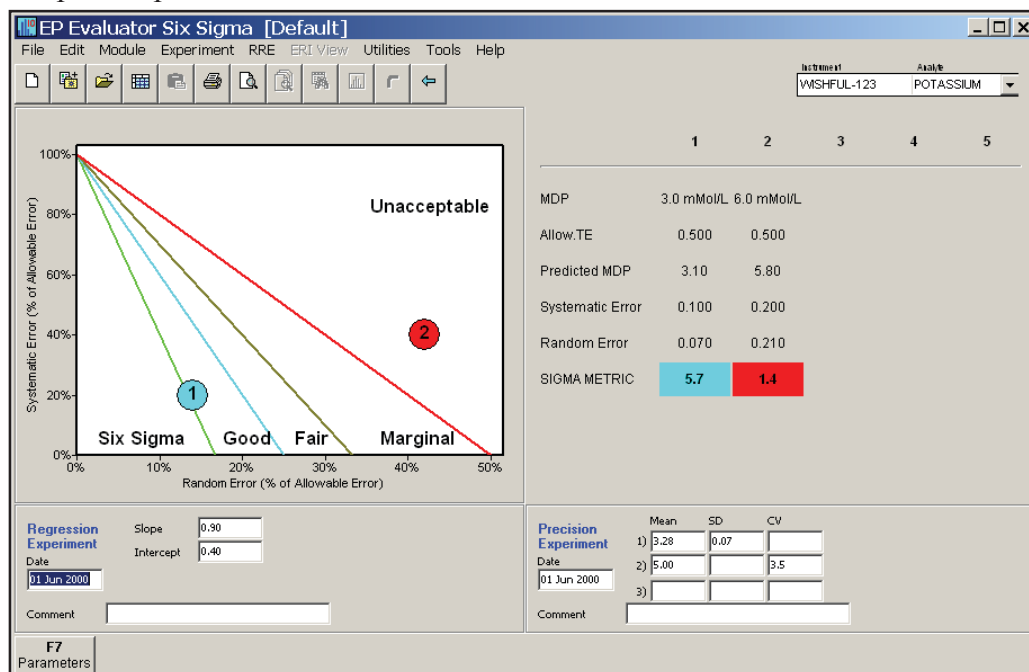 EP Evaluator Six Sigma [Default]
File Edit Module Experiment RRE ERI View Utilities Tools Help
Instrument Analyte
WISHFUL-123 POTASSIUM
100%
80%
60%
40%
20%
0%
Systematic Error (% of Allowable Error)
Unacceptable
2
1
Six Sigma Good Fair Marginal
0% 10% 20% 30% 40% 50%
Random Error (% of Allowable Error)
1 2 3 4 5
MDP 3.0 mMol/L 6.0 mMol/L
Allow.TE 0.500 0.500
Predicted MDP 3.10 5.80
Systematic Error 0.100 0.200
Random Error 0.070 0.210
SIGMA METRIC 5.7 1.4
Regression
Experiment
Slope 0.90
Intercept 0.40
Date
01 Jun 2000
Comment
Precision
Experiment
Mean SD CV
1) 3.28 0.07
2) 5.00 3.5
3)
Date
01 Jun 2000
Comment
F7
Parameters